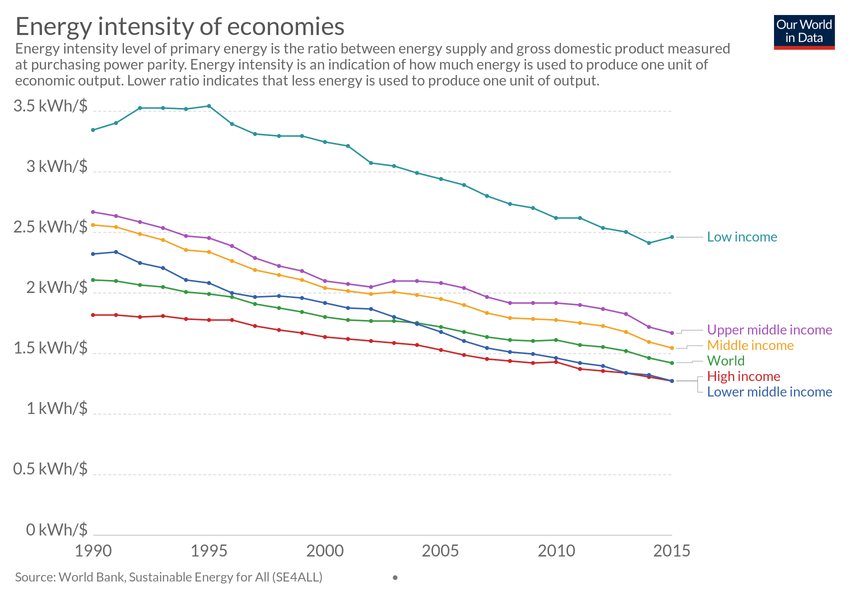 Energy intensity of economies
Our World
in Data
Energy intensity level of primary energy is the ratio between energy supply and gross domestic product measured
at purchasing power parity. Energy intensity is an indication of how much energy is used to produce one unit of
economic output. Lower ratio indicates that less energy is used to produce one unit of output.
3.5 kWh/$
3 kWh/$
2.5 kWh/$
2 kWh/$
1.5 kWh/$
1 kWh/$
0.5 kWh/$
0 kWh/$
Low income
Upper middle income
Middle income
World
High income
Lower middle income
1990 1995 2000 2005 2010 2015
Source: World Bank, Sustainable Energy for All (SE4ALL) •